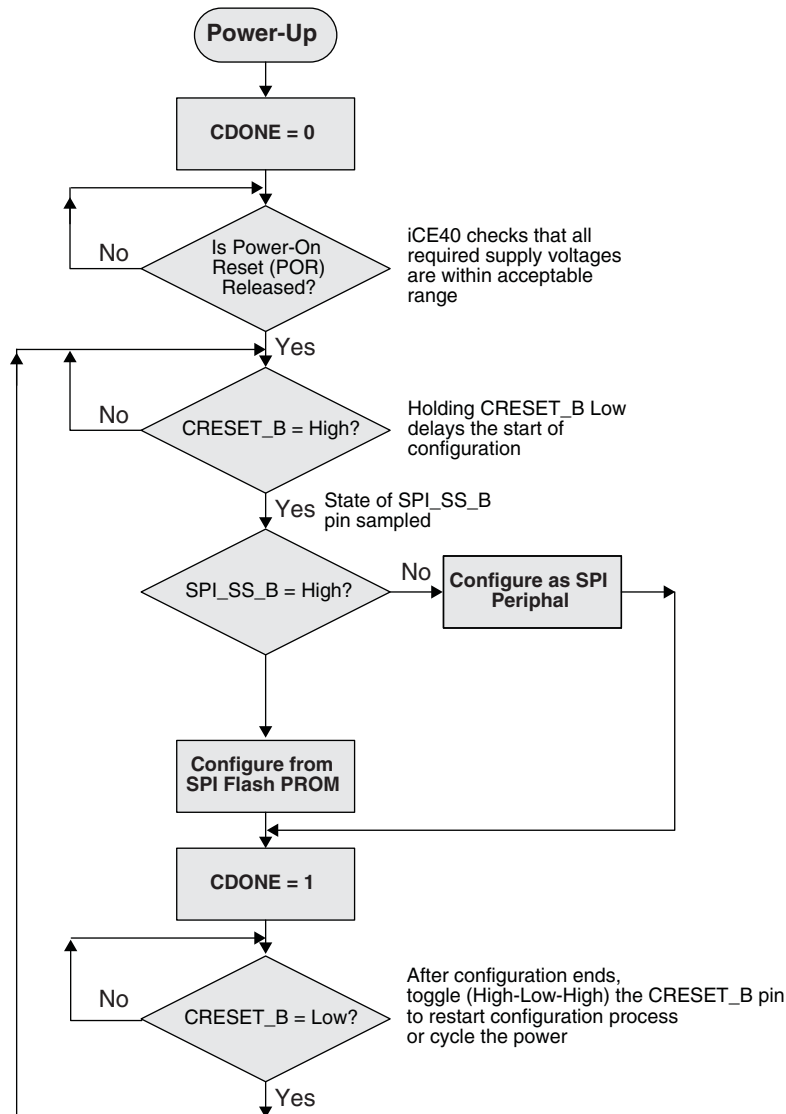 Power-Up
CDONE = 0
No
Is Power-On
Reset (POR)
Released?
iCE40 checks that all
required supply voltages
are within acceptable
range
Yes
No
CRESET_B = High?
Holding CRESET_B Low
delays the start of
configuration
Yes
State of SPI_SS_B
pin sampled
SPI_SS_B = High?
No
Configure as SPI
Periphal
Configure from
SPI Flash PROM
CDONE = 1
No
CRESET_B = Low?
After configuration ends,
toggle (High-Low-High) the CRESET_B pin
to restart configuration process
or cycle the power
Yes